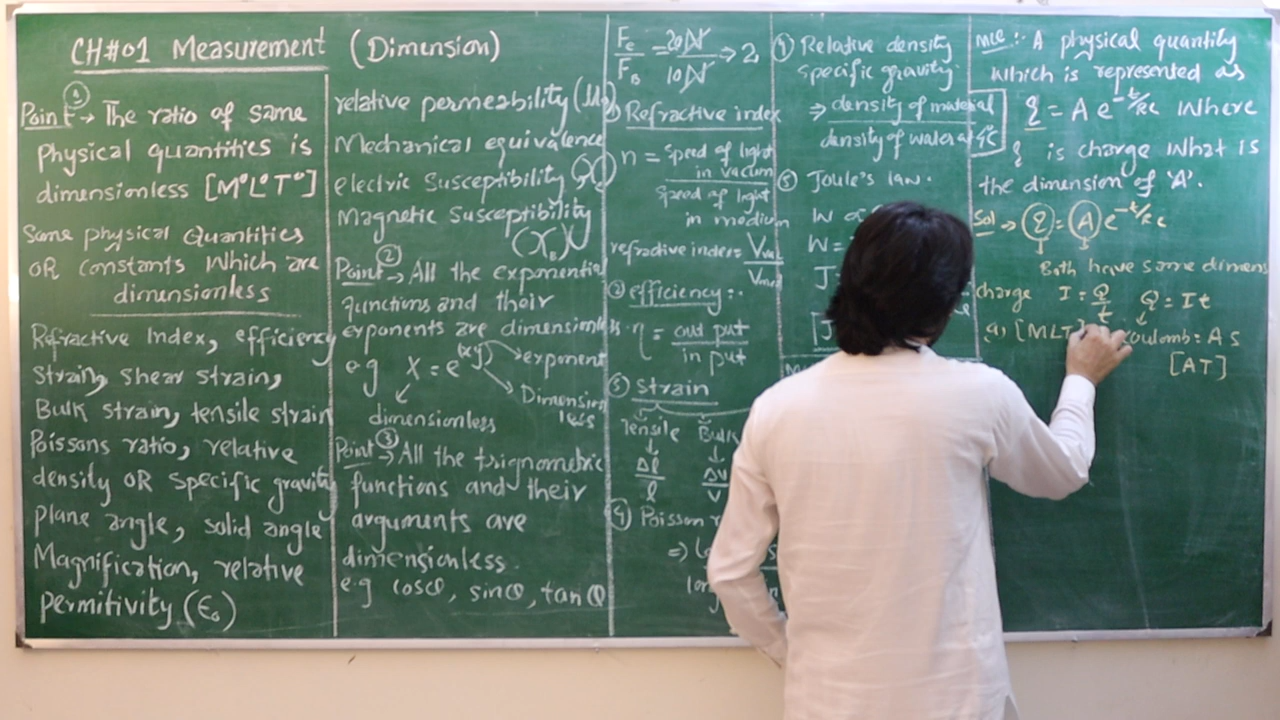 CH#01 Measurement (Dimension)
Point ① → The ratio of same
physical quantities is
dimensionless [M⁰L⁰T⁰]
Some physical Quantities
OR constants which are
dimensionless
Refractive Index, efficiency
strain, shear strain,
Bulk strain, tensile strain
Poissons ratio, relative
density OR specific gravity
plane angle, solid angle
Magnification, relative
permitivity (ε₀)
relative permeability
Mechanical equivalence
electric Susceptibility
Magnetic Susceptibility
Point ② → All the exponential
functions and their
exponents are dimensionless.
e g x = e^(xy) exponent
Dimension
less
dimensionless
Point ③ → All the trignometric
functions and their
arguments are
dimensionless.
e.g cosθ, sinθ, tanθ
Fe/FB = 20N/10N → 2
① Refractive index
n = speed of light in vacum / speed of light in medium
refractive index =
② efficiency :-
η = out put / in put
③ strain
Tensile Bulk
Δl/l Δv/v
④ Poisson
④ Relative density
specific gravity
⇒ density of material / density of water at 4°C
⑤ Joule's law.
W ∝
W =
J
[J
MCE :- A physical quantity
which is represented as
q = A e^-t/Rc where
q is charge what is
the dimension of 'A'.
Sol → q = A e^-t/Rc
Both have same dimens
charge I = Q/t Q = It
a) [MLT] coulomb = A s
[AT]